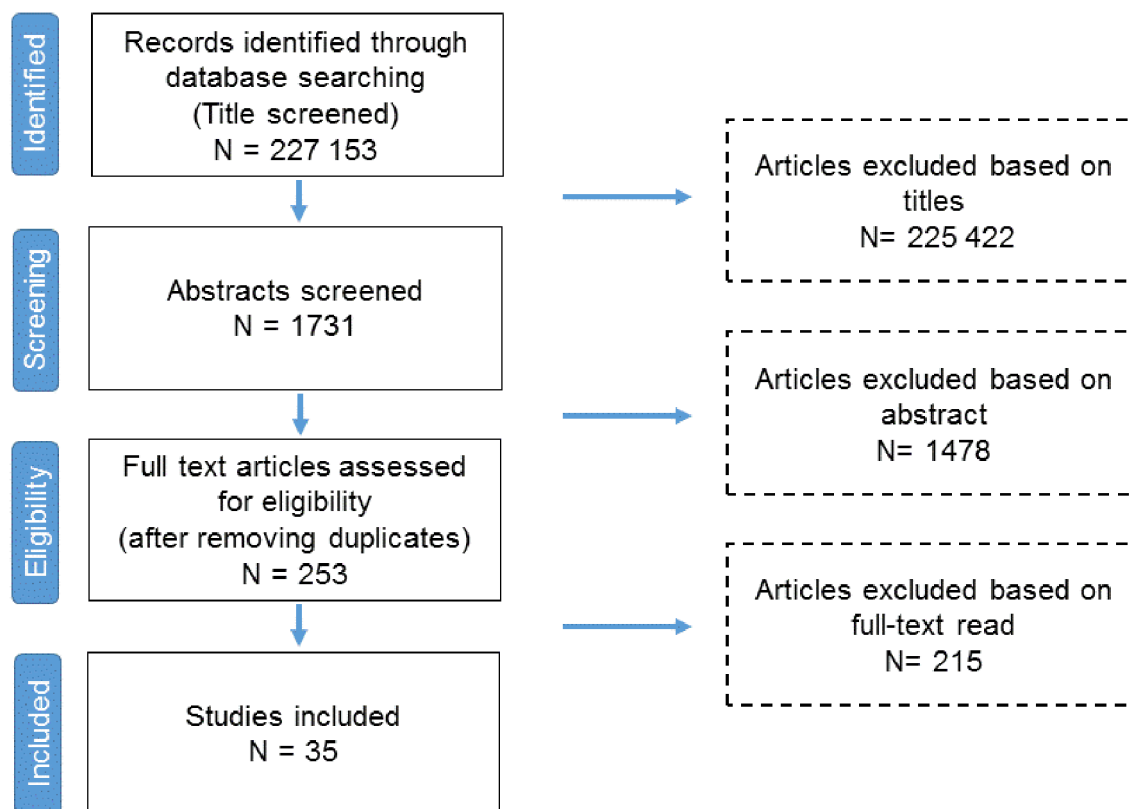 Identified
Records identified through
database searching
(Title screened)
N = 227 153
Articles excluded based on
titles
N= 225 422
Screening
Abstracts screened
N = 1731
Articles excluded based on
abstract
N= 1478
Eligibility
Full text articles assessed
for eligibility
(after removing duplicates)
N = 253
Articles excluded based on
full-text read
N= 215
Included
Studies included
N = 35